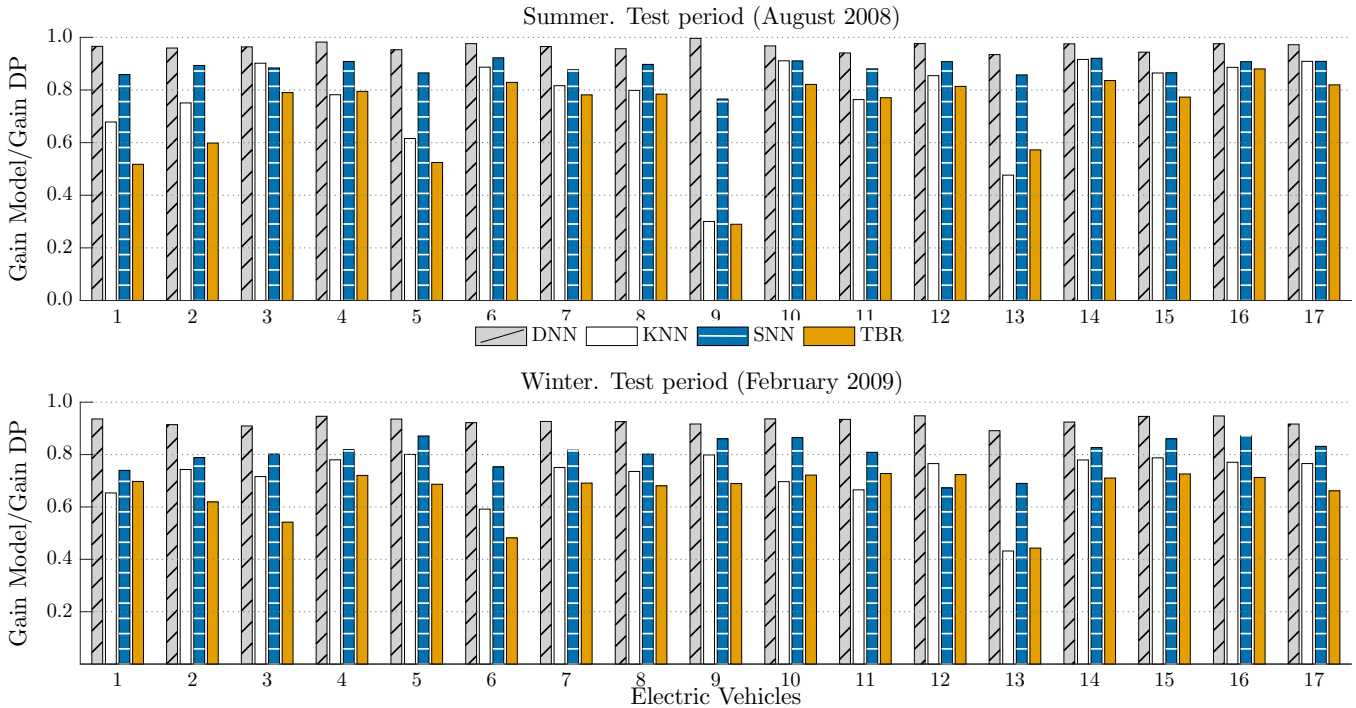 Summer. Test period (August 2008)
Gain Model/Gain DP
1.0
0.8
0.6
0.4
0.2
0.0
1 2 3 4 5 6 7 8 9 10 11 12 13 14 15 16 17
DNN KNN SNN TBR
Winter. Test period (February 2009)
Gain Model/Gain DP
1.0
0.8
0.6
0.4
0.2
1 2 3 4 5 6 7 8 9 10 11 12 13 14 15 16 17
Electric Vehicles